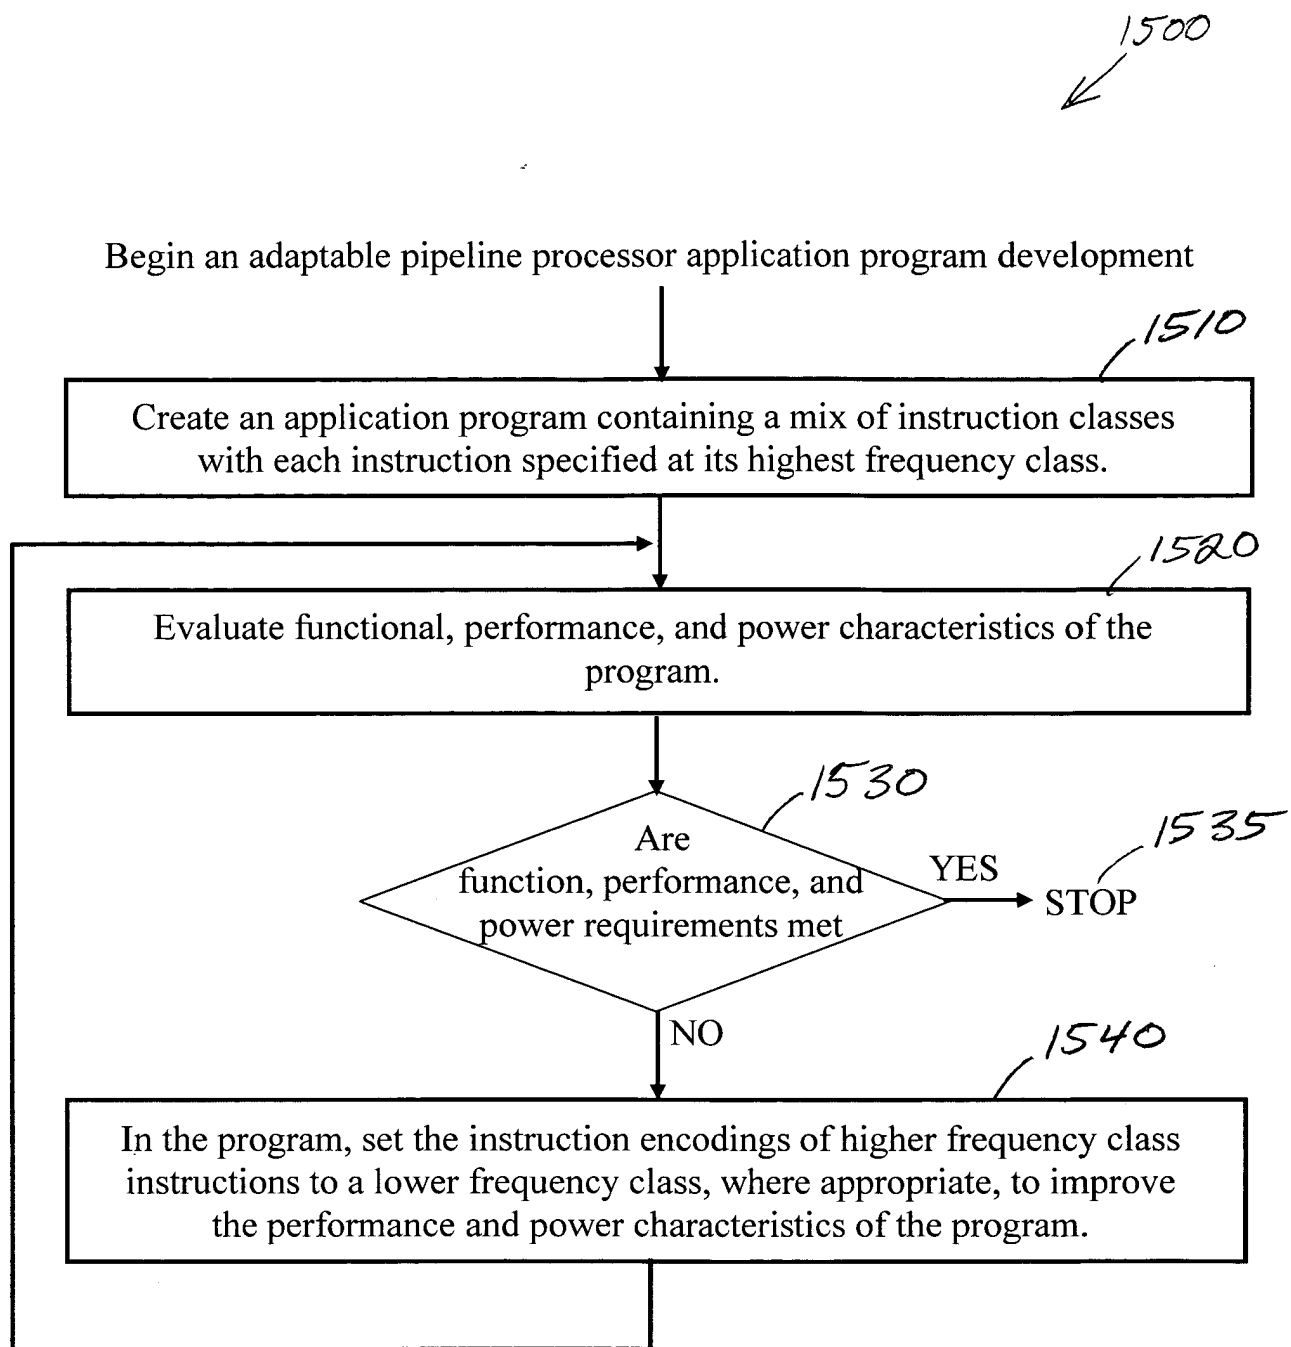 1500
Begin an adaptable pipeline processor application program development
1510
Create an application program containing a mix of instruction classes
with each instruction specified at its highest frequency class.
1520
Evaluate functional, performance, and power characteristics of the
program.
1530
Are
function, performance, and
power requirements met
YES
1535
STOP
NO
1540
In the program, set the instruction encodings of higher frequency class
instructions to a lower frequency class, where appropriate, to improve
the performance and power characteristics of the program.